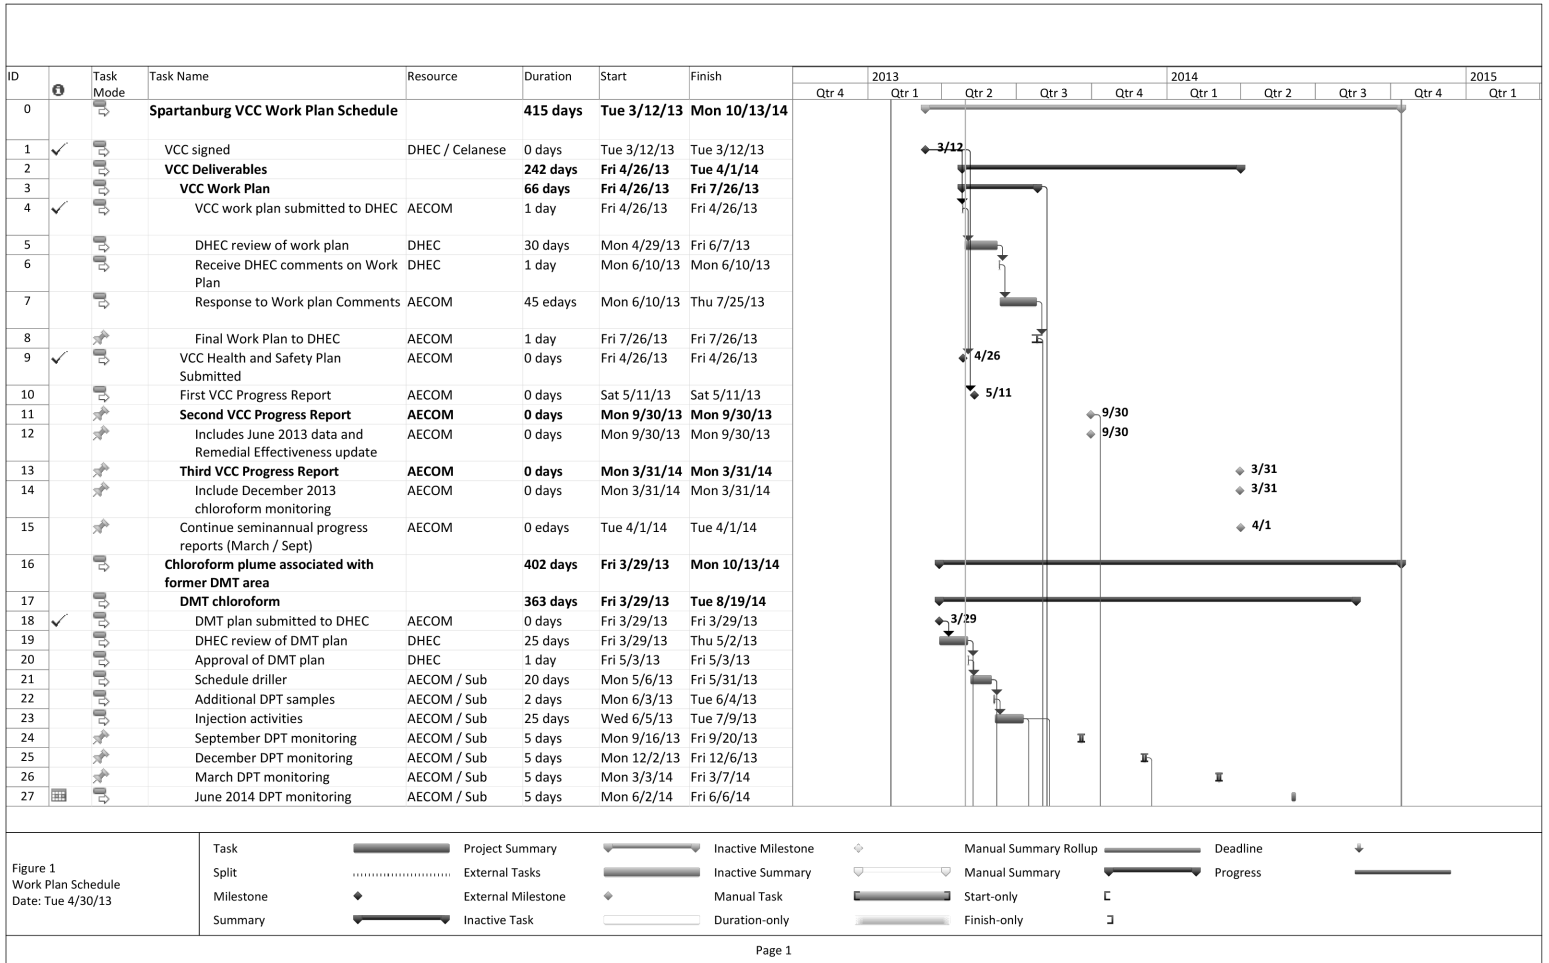 ID Task Mode Task Name Resource Duration Start Finish
2013 2014 2015
Qtr 4 Qtr 1 Qtr 2 Qtr 3 Qtr 4 Qtr 1 Qtr 2 Qtr 3 Qtr 4 Qtr 1
0 Spartanburg VCC Work Plan Schedule 415 days Tue 3/12/13 Mon 10/13/14
1 VCC signed DHEC / Celanese 0 days Tue 3/12/13 Tue 3/12/13 3/12
2 VCC Deliverables 242 days Fri 4/26/13 Tue 4/1/14
3 VCC Work Plan 66 days Fri 4/26/13 Fri 7/26/13
4 VCC work plan submitted to DHEC AECOM 1 day Fri 4/26/13 Fri 4/26/13
5 DHEC review of work plan DHEC 30 days Mon 4/29/13 Fri 6/7/13
6 Receive DHEC comments on Work DHEC 1 day Mon 6/10/13 Mon 6/10/13
Plan
7 Response to Work plan Comments AECOM 45 edays Mon 6/10/13 Thu 7/25/13
8 Final Work Plan to DHEC AECOM 1 day Fri 7/26/13 Fri 7/26/13
9 VCC Health and Safety Plan AECOM 0 days Fri 4/26/13 Fri 4/26/13 4/26
Submitted
10 First VCC Progress Report AECOM 0 days Sat 5/11/13 Sat 5/11/13 5/11
11 Second VCC Progress Report AECOM 0 days Mon 9/30/13 Mon 9/30/13 9/30
12 Includes June 2013 data and AECOM 0 days Mon 9/30/13 Mon 9/30/13 9/30
Remedial Effectiveness update
13 Third VCC Progress Report AECOM 0 days Mon 3/31/14 Mon 3/31/14 3/31
14 Include December 2013 AECOM 0 days Mon 3/31/14 Mon 3/31/14 3/31
chloroform monitoring
15 Continue seminannual progress AECOM 0 edays Tue 4/1/14 Tue 4/1/14 4/1
reports (March / Sept)
16 Chloroform plume associated with 402 days Fri 3/29/13 Mon 10/13/14
former DMT area
17 DMT chloroform 363 days Fri 3/29/13 Tue 8/19/14
18 DMT plan submitted to DHEC AECOM 0 days Fri 3/29/13 Fri 3/29/13 3/29
19 DHEC review of DMT plan DHEC 25 days Fri 3/29/13 Thu 5/2/13
20 Approval of DMT plan DHEC 1 day Fri 5/3/13 Fri 5/3/13
21 Schedule driller AECOM / Sub 20 days Mon 5/6/13 Fri 5/31/13
22 Additional DPT samples AECOM / Sub 2 days Mon 6/3/13 Tue 6/4/13
23 Injection activities AECOM / Sub 25 days Wed 6/5/13 Tue 7/9/13
24 September DPT monitoring AECOM / Sub 5 days Mon 9/16/13 Fri 9/20/13
25 December DPT monitoring AECOM / Sub 5 days Mon 12/2/13 Fri 12/6/13
26 March DPT monitoring AECOM / Sub 5 days Mon 3/3/14 Fri 3/7/14
27 June 2014 DPT monitoring AECOM / Sub 5 days Mon 6/2/14 Fri 6/6/14
Figure 1
Work Plan Schedule
Date: Tue 4/30/13
Task Project Summary Inactive Milestone Manual Summary Rollup Deadline
Split External Tasks Inactive Summary Manual Summary Progress
Milestone External Milestone Manual Task Start-only
Summary Inactive Task Duration-only Finish-only
Page 1